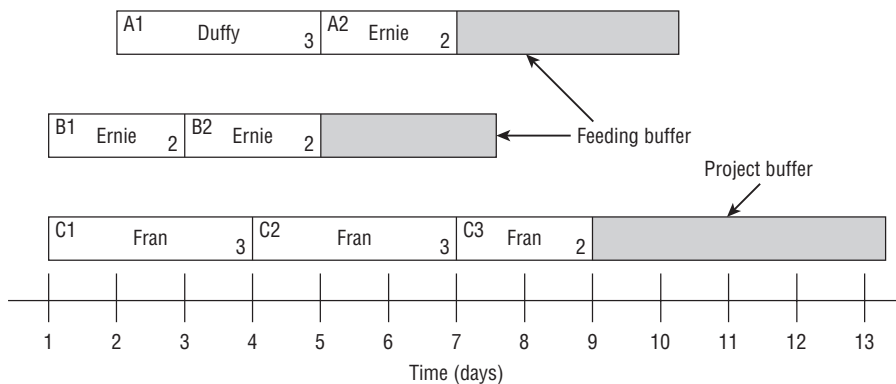 A1 Duffy 3 A2 Ernie 2
B1 Ernie 2 B2 Ernie 2
Feeding buffer
Project buffer
C1 Fran 3 C2 Fran 3 C3 Fran 2
1 2 3 4 5 6 7 8 9 10 11 12 13
Time (days)